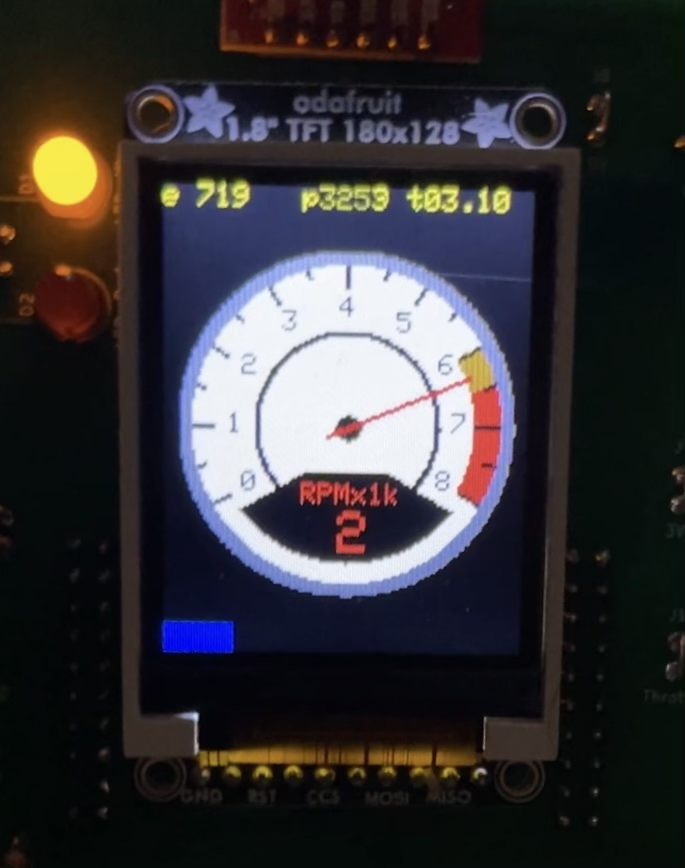 adafruit
1.8" TFT 180x128
e 719 p3259 t03.10
4
3 5
2 6
1 7
0 8
RPMx1k
2
D2
GND RST CCS MOSI MISO